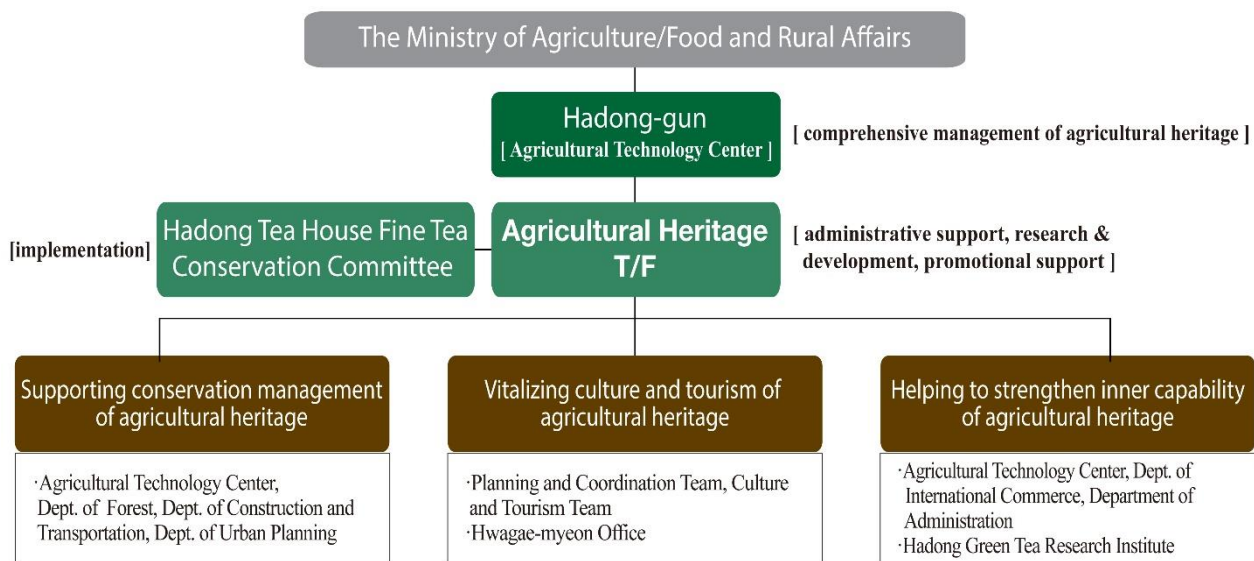 The Ministry of Agriculture/Food and Rural Affairs
Hadong-gun
[ Agricultural Technology Center ]
[ comprehensive management of agricultural heritage ]
[implementation]
Hadong Tea House Fine Tea
Conservation Committee
Agricultural Heritage
T/F
[ administrative support, research &
development, promotional support ]
Supporting conservation management
of agricultural heritage
·Agricultural Technology Center,
Dept. of Forest, Dept. of Construction and
Transportation, Dept. of Urban Planning
Vitalizing culture and tourism of
agricultural heritage
·Planning and Coordination Team, Culture
and Tourism Team
·Hwagae-myeon Office
Helping to strengthen inner capability
of agricultural heritage
·Agricultural Technology Center, Dept. of
International Commerce, Department of
Administration
·Hadong Green Tea Research Institute